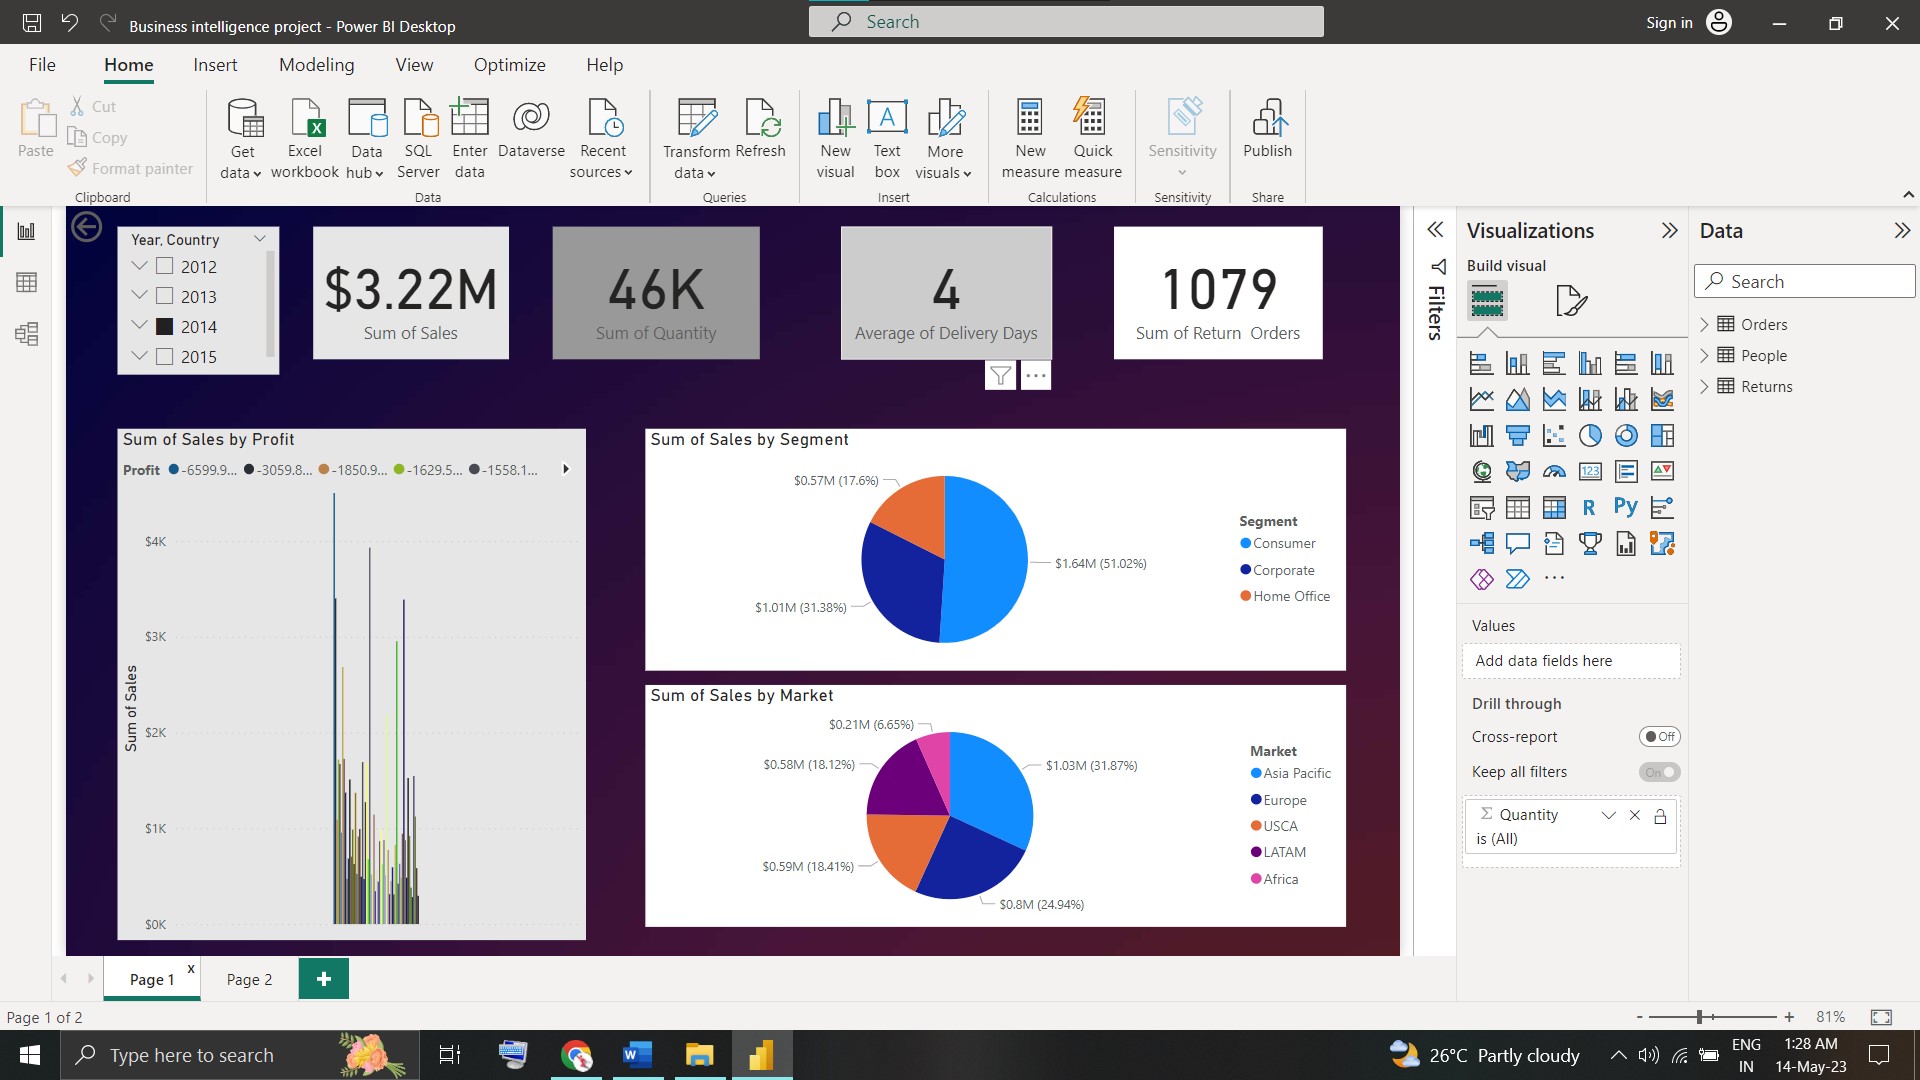 Business intelligence project - Power BI Desktop
Search
Sign in
File
Home
Insert
Modeling
View
Optimize
Help
Paste
Cut
Copy
Format painter
Clipboard
Get data
Excel workbook
Data hub
SQL Server
Enter data
Dataverse
Recent sources
Data
Transform data
Refresh
Queries
New visual
A
Text box
More visuals
Insert
New measure
Quick measure
Calculations
Sensitivity
Sensitivity
Publish
Share
Year, Country
2012
2013
2014
2015
$3.22M
Sum of Sales
46K
Sum of Quantity
4
Average of Delivery Days
1079
Sum of Return Orders
Sum of Sales by Profit
Profit -6599.9... -3059.8... -1850.9... -1629.5... -1558.1...
Sum of Sales
$4K
$3K
$2K
$1K
$0K
Sum of Sales by Segment
$0.57M (17.6%)
$1.64M (51.02%)
$1.01M (31.38%)
Segment
Consumer
Corporate
Home Office
Sum of Sales by Market
$0.21M (6.65%)
$0.58M (18.12%)
$1.03M (31.87%)
$0.59M (18.41%)
$0.8M (24.94%)
Market
Asia Pacific
Europe
USCA
LATAM
Africa
Filters
Visualizations
Build visual
123
R
Py
Values
Add data fields here
Drill through
Cross-report
Off
Keep all filters
On
Σ Quantity
is (All)
Data
Search
Orders
People
Returns
Page 1
x
Page 2
+
Page 1 of 2
- + 81%
Type here to search
26°C Partly cloudy
ENG
IN
1:28 AM
14-May-23